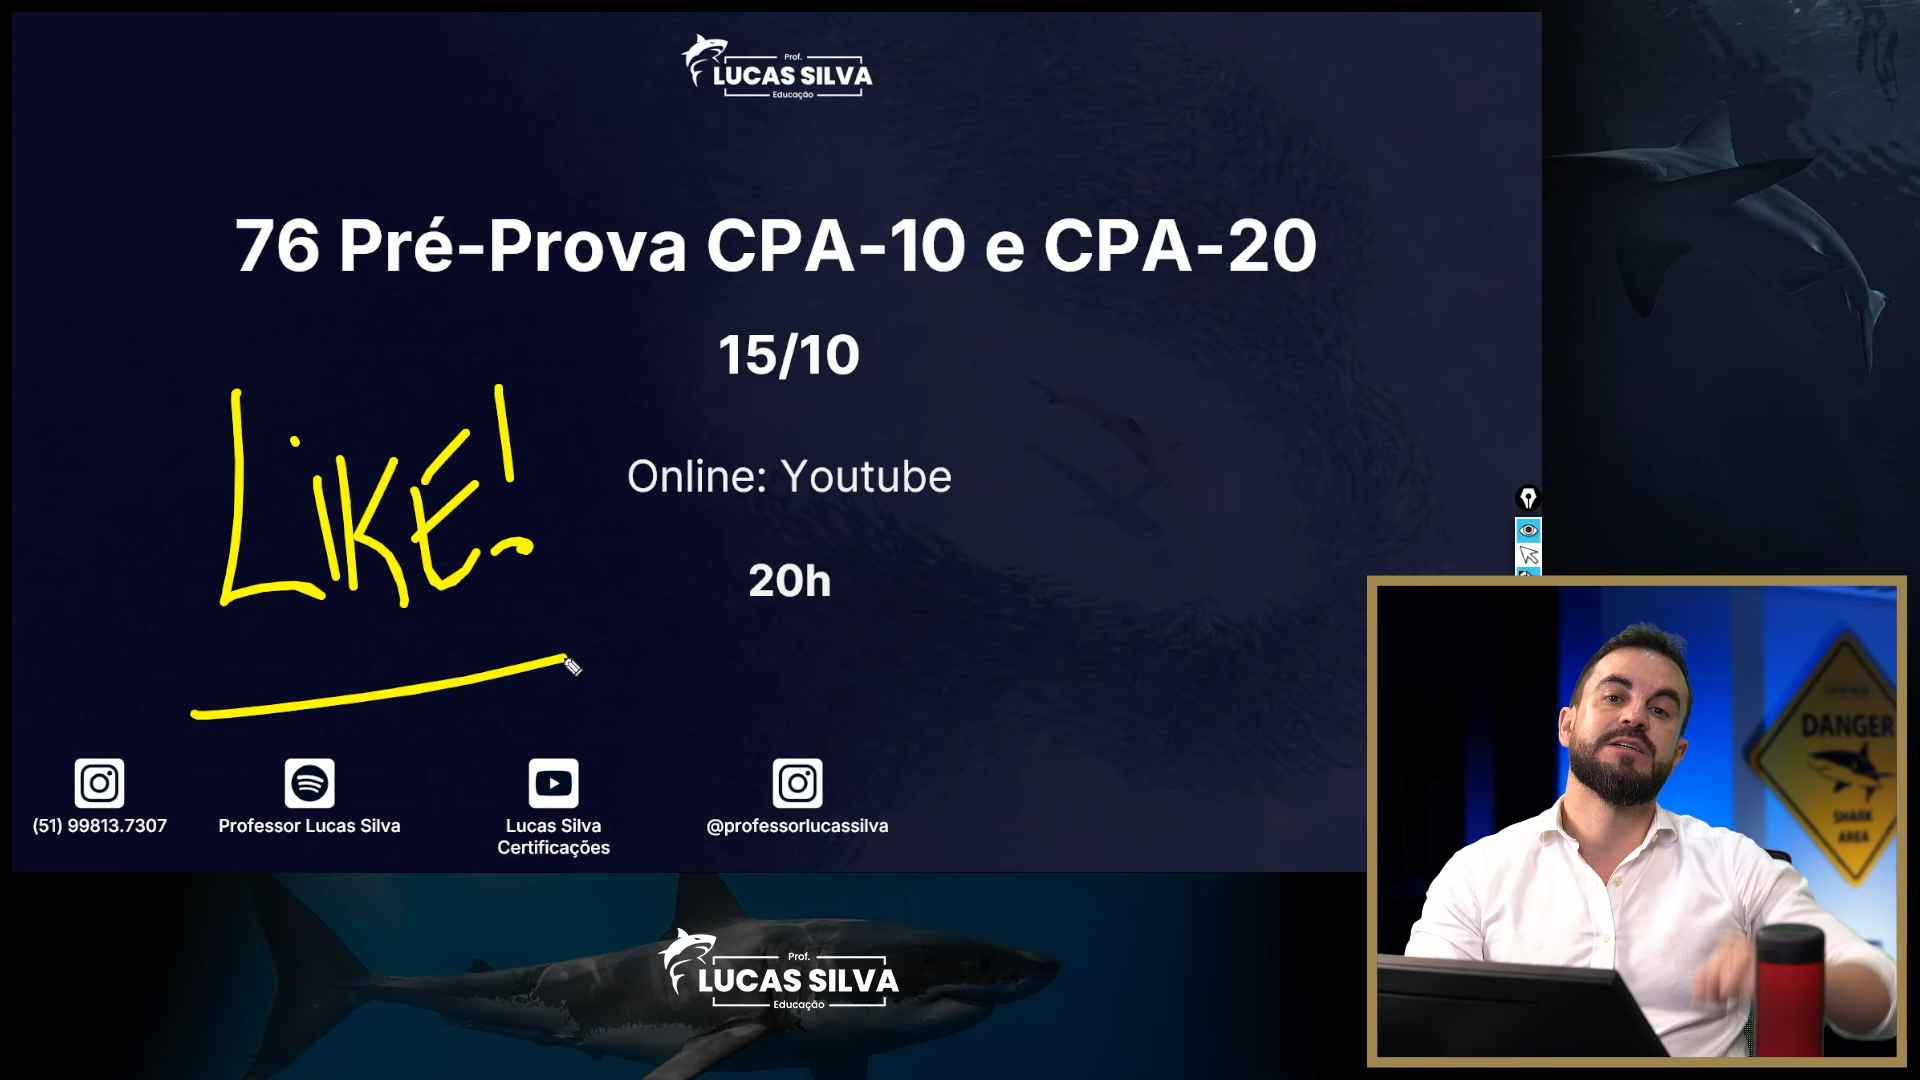 Prof.
LUCAS SILVA
Educação
76 Pré-Prova CPA-10 e CPA-20
15/10
LIKE!
Online: Youtube
20h
(51) 99813.7307
Professor Lucas Silva
Lucas Silva
Certificações
@professorlucassilva
DANGER
SHARK
AREA
Prof.
LUCAS SILVA
Educação